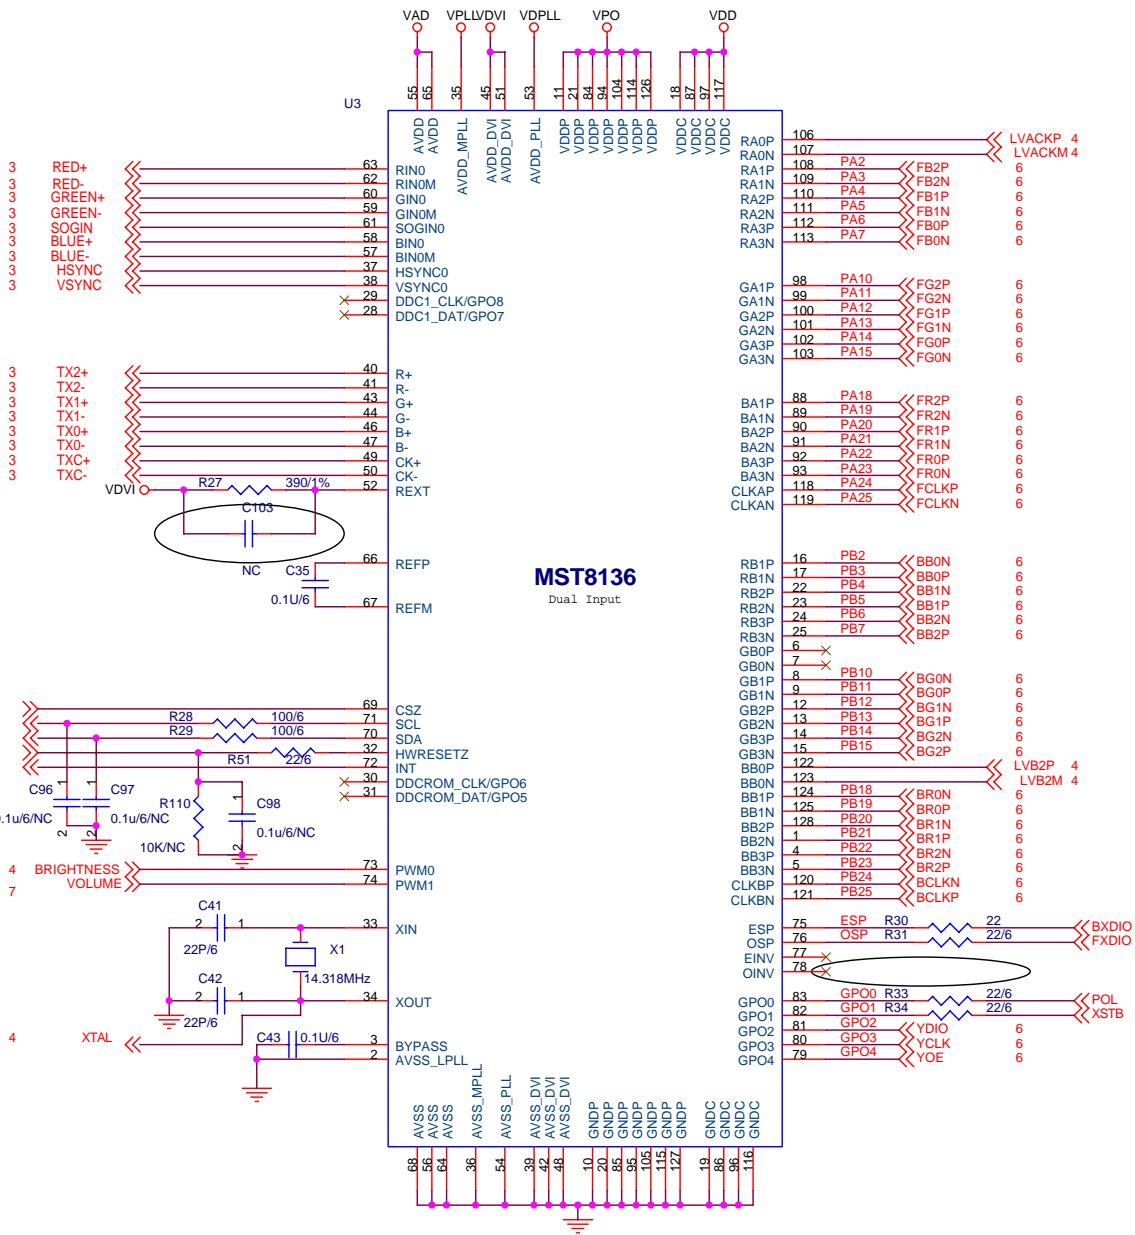 VAD VPLL VDVI VDPLL VPO VDD
55 65 35 45 51 53 11 21 84 94 104 114 126 18 87 97 117
U3
AVDD AVDD AVDD_MPLL AVDD_DVI AVDD_DVI AVDD_PLL VDDP VDDP VDDP VDDP VDDP VDDP VDDP VDDC VDDC VDDC VDDC
3 RED+ 63 RIN0
3 RED- 62 RIN0M
3 GREEN+ 60 GIN0
3 GREEN- 59 GIN0M
3 SOGIN 61 SOGIN0
3 BLUE+ 58 BIN0
3 BLUE- 57 BIN0M
3 HSYNC 37 HSYNC0
3 VSYNC 38 VSYNC0
29 DDC1_CLK/GPO8
28 DDC1_DAT/GPO7
3 TX2+ 40 R+
3 TX2- 41 R-
3 TX1+ 43 G+
3 TX1- 44 G-
3 TX0+ 46 B+
3 TX0- 47 B-
3 TXC+ 49 CK+
3 TXC- 50 CK-
VDVI R27 390/1% 52 REXT
C103
NC
66 REFP
C35
0.1U/6
67 REFM
MST8136
Dual Input
69 CSZ
R28 100/6 71 SCL
R29 100/6 70 SDA
R51 22/6 32 HWRESETZ
72 INT
30 DDCROM_CLK/GPO6
31 DDCROM_DAT/GPO5
C96 1 2 0.1u/6/NC
C97 1 2 0.1u/6/NC
R110 10K/NC
C98 1 2 0.1u/6/NC
4 BRIGHTNESS 73 PWM0
7 VOLUME 74 PWM1
C41 2 1 22P/6
33 XIN
X1
14.318MHz
C42 2 1 22P/6
34 XOUT
4 XTAL
C43 0.1U/6 3 BYPASS
2 AVSS_LPLL
RA0P 106 LVACKP 4
RA0N 107 LVACKM 4
RA1P 108 PA2 FB2P 6
RA1N 109 PA3 FB2N 6
RA2P 110 PA4 FB1P 6
RA2N 111 PA5 FB1N 6
RA3P 112 PA6 FB0P 6
RA3N 113 PA7 FB0N 6
GA1P 98 PA10 FG2P 6
GA1N 99 PA11 FG2N 6
GA2P 100 PA12 FG1P 6
GA2N 101 PA13 FG1N 6
GA3P 102 PA14 FG0P 6
GA3N 103 PA15 FG0N 6
BA1P 88 PA18 FR2P 6
BA1N 89 PA19 FR2N 6
BA2P 90 PA20 FR1P 6
BA2N 91 PA21 FR1N 6
BA3P 92 PA22 FR0P 6
BA3N 93 PA23 FR0N 6
CLKAP 118 PA24 FCLKP 6
CLKAN 119 PA25 FCLKN 6
RB1P 16 PB2 BB0N 6
RB1N 17 PB3 BB0P 6
RB2P 22 PB4 BB1N 6
RB2N 23 PB5 BB1P 6
RB3P 24 PB6 BB2N 6
RB3N 25 PB7 BB2P 6
GB0P 6
GB0N 7
GB1P 8 PB10 BG0N 6
GB1N 9 PB11 BG0P 6
GB2P 12 PB12 BG1N 6
GB2N 13 PB13 BG1P 6
GB3P 14 PB14 BG2N 6
GB3N 15 PB15 BG2P 6
BB0P 122 LVB2P 4
BB0N 123 LVB2M 4
BB1P 124 PB18 BR0N 6
BB1N 125 PB19 BR0P 6
BB2P 128 PB20 BR1N 6
BB2N 1 PB21 BR1P 6
BB3P 4 PB22 BR2N 6
BB3N 5 PB23 BR2P 6
CLKBP 120 PB24 BCLKN 6
CLKBN 121 PB25 BCLKP 6
ESP 75 ESP R30 22 BXDIO
OSP 76 OSP R31 22/6 FXDIO
EINV 77
OINV 78
GPO0 83 GPO0 R33 22/6 POL
GPO1 82 GPO1 R34 22/6 XSTB
GPO2 81 GPO2 YDIO 6
GPO3 80 GPO3 YCLK 6
GPO4 79 GPO4 YOE 6
AVSS AVSS AVSS AVSS_MPLL AVSS_PLL AVSS_DVI AVSS_DVI AVSS_DVI GNDP GNDP GNDP GNDP GNDP GNDP GNDP GNDC GNDC GNDC GNDC
68 56 64 36 54 39 42 48 10 20 85 95 105 115 127 19 86 96 116